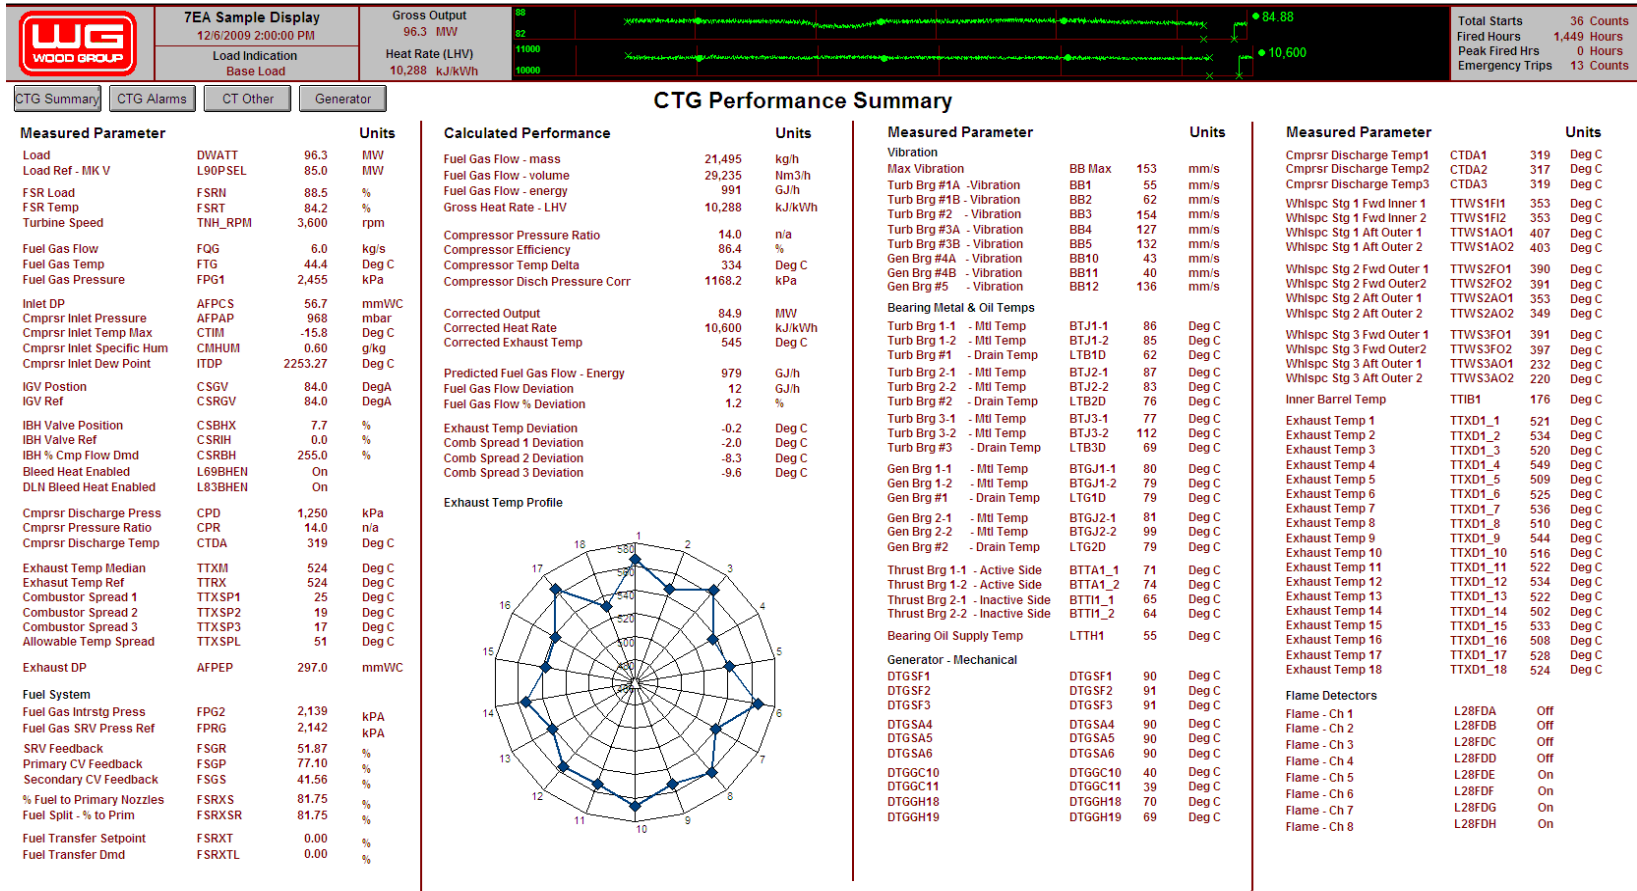 WG
WOOD GROUP
7EA Sample Display
12/6/2009 2:00:00 PM
Load Indication
Base Load
Gross Output
96.3 MW
Heat Rate (LHV)
10,288 kJ/kWh
88
82
84.88
11000
10000
10,600
Total Starts 36 Counts
Fired Hours 1,449 Hours
Peak Fired Hrs 0 Hours
Emergency Trips 13 Counts
CTG Summary CTG Alarms CT Other Generator
CTG Performance Summary
Measured Parameter Units
Load DWATT 96.3 MW
Load Ref - MK V L90PSEL 85.0 MW
FSR Load FSRN 88.5 %
FSR Temp FSRT 84.2 %
Turbine Speed TNH_RPM 3,600 rpm
Fuel Gas Flow FQG 6.0 kg/s
Fuel Gas Temp FTG 44.4 Deg C
Fuel Gas Pressure FPG1 2,455 kPa
Inlet DP AFPCS 56.7 mmWC
Cmprsr Inlet Pressure AFPAP 968 mbar
Cmprsr Inlet Temp Max CTIM -15.8 Deg C
Cmprsr Inlet Specific Hum CMHUM 0.60 g/kg
Cmprsr Inlet Dew Point ITDP 2253.27 Deg C
IGV Postion CSGV 84.0 DegA
IGV Ref CSRGV 84.0 DegA
IBH Valve Position CSBHX 7.7 %
IBH Valve Ref CSRIH 0.0 %
IBH % Cmp Flow Dmd CSRBH 255.0 %
Bleed Heat Enabled L69BHEN On
DLN Bleed Heat Enabled L83BHEN On
Cmprsr Discharge Press CPD 1,250 kPa
Cmprsr Pressure Ratio CPR 14.0 n/a
Cmprsr Discharge Temp CTDA 319 Deg C
Exhaust Temp Median TTXM 524 Deg C
Exhasut Temp Ref TTRX 524 Deg C
Combustor Spread 1 TTXSP1 25 Deg C
Combustor Spread 2 TTXSP2 19 Deg C
Combustor Spread 3 TTXSP3 17 Deg C
Allowable Temp Spread TTXSPL 51 Deg C
Exhaust DP AFPEP 297.0 mmWC
Fuel System
Fuel Gas Intrstg Press FPG2 2,139 kPA
Fuel Gas SRV Press Ref FPRG 2,142 kPA
SRV Feedback FSGR 51.87 %
Primary CV Feedback FSGP 77.10 %
Secondary CV Feedback FSGS 41.56 %
% Fuel to Primary Nozzles FSRXS 81.75 %
Fuel Split - % to Prim FSRXSR 81.75 %
Fuel Transfer Setpoint FSRXT 0.00 %
Fuel Transfer Dmd FSRXTL 0.00 %
Calculated Performance Units
Fuel Gas Flow - mass 21,495 kg/h
Fuel Gas Flow - volume 29,235 Nm3/h
Fuel Gas Flow - energy 991 GJ/h
Gross Heat Rate - LHV 10,288 kJ/kWh
Compressor Pressure Ratio 14.0 n/a
Compressor Efficiency 86.4 %
Compressor Temp Delta 334 Deg C
Compressor Disch Pressure Corr 1168.2 kPa
Corrected Output 84.9 MW
Corrected Heat Rate 10,600 kJ/kWh
Corrected Exhaust Temp 545 Deg C
Predicted Fuel Gas Flow - Energy 979 GJ/h
Fuel Gas Flow Deviation 12 GJ/h
Fuel Gas Flow % Deviation 1.2 %
Exhaust Temp Deviation -0.2 Deg C
Comb Spread 1 Deviation -2.0 Deg C
Comb Spread 2 Deviation -8.3 Deg C
Comb Spread 3 Deviation -9.6 Deg C
Exhaust Temp Profile
1
2
3
4
5
6
7
8
9
10
11
12
13
14
15
16
17
18
580
560
540
520
500
480
Measured Parameter Units
Vibration
Max Vibration BB Max 153 mm/s
Turb Brg #1A -Vibration BB1 55 mm/s
Turb Brg #1B - Vibration BB2 62 mm/s
Turb Brg #2 - Vibration BB3 154 mm/s
Turb Brg #3A - Vibration BB4 127 mm/s
Turb Brg #3B - Vibration BB5 132 mm/s
Gen Brg #4A - Vibration BB10 43 mm/s
Gen Brg #4B - Vibration BB11 40 mm/s
Gen Brg #5 - Vibration BB12 136 mm/s
Bearing Metal & Oil Temps
Turb Brg 1-1 - Mtl Temp BTJ1-1 86 Deg C
Turb Brg 1-2 - Mtl Temp BTJ1-2 85 Deg C
Turb Brg #1 - Drain Temp LTB1D 62 Deg C
Turb Brg 2-1 - Mtl Temp BTJ2-1 87 Deg C
Turb Brg 2-2 - Mtl Temp BTJ2-2 83 Deg C
Turb Brg #2 - Drain Temp LTB2D 76 Deg C
Turb Brg 3-1 - Mtl Temp BTJ3-1 77 Deg C
Turb Brg 3-2 - Mtl Temp BTJ3-2 112 Deg C
Turb Brg #3 - Drain Temp LTB3D 69 Deg C
Gen Brg 1-1 - Mtl Temp BTGJ1-1 80 Deg C
Gen Brg 1-2 - Mtl Temp BTGJ1-2 79 Deg C
Gen Brg #1 - Drain Temp LTG1D 79 Deg C
Gen Brg 2-1 - Mtl Temp BTGJ2-1 81 Deg C
Gen Brg 2-2 - Mtl Temp BTGJ2-2 99 Deg C
Gen Brg #2 - Drain Temp LTG2D 79 Deg C
Thrust Brg 1-1 - Active Side BTTA1_1 71 Deg C
Thrust Brg 1-2 - Active Side BTTA1_2 74 Deg C
Thrust Brg 2-1 - Inactive Side BTTI1_1 65 Deg C
Thrust Brg 2-2 - Inactive Side BTTI1_2 64 Deg C
Bearing Oil Supply Temp LTTH1 55 Deg C
Generator - Mechanical
DTGSF1 DTGSF1 90 Deg C
DTGSF2 DTGSF2 91 Deg C
DTGSF3 DTGSF3 91 Deg C
DTGSA4 DTGSA4 90 Deg C
DTGSA5 DTGSA5 90 Deg C
DTGSA6 DTGSA6 90 Deg C
DTGGC10 DTGGC10 40 Deg C
DTGGC11 DTGGC11 39 Deg C
DTGGH18 DTGGH18 70 Deg C
DTGGH19 DTGGH19 69 Deg C
Measured Parameter Units
Cmprsr Discharge Temp1 CTDA1 319 Deg C
Cmprsr Discharge Temp2 CTDA2 317 Deg C
Cmprsr Discharge Temp3 CTDA3 319 Deg C
Whlspc Stg 1 Fwd Inner 1 TTWS1FI1 353 Deg C
Whlspc Stg 1 Fwd Inner 2 TTWS1FI2 353 Deg C
Whlspc Stg 1 Aft Outer 1 TTWS1AO1 407 Deg C
Whlspc Stg 1 Aft Outer 2 TTWS1AO2 403 Deg C
Whlspc Stg 2 Fwd Outer 1 TTWS2FO1 390 Deg C
Whlspc Stg 2 Fwd Outer2 TTWS2FO2 391 Deg C
Whlspc Stg 2 Aft Outer 1 TTWS2AO1 353 Deg C
Whlspc Stg 2 Aft Outer 2 TTWS2AO2 349 Deg C
Whlspc Stg 3 Fwd Outer 1 TTWS3FO1 391 Deg C
Whlspc Stg 3 Fwd Outer2 TTWS3FO2 397 Deg C
Whlspc Stg 3 Aft Outer 1 TTWS3AO1 232 Deg C
Whlspc Stg 3 Aft Outer 2 TTWS3AO2 220 Deg C
Inner Barrel Temp TTIB1 176 Deg C
Exhaust Temp 1 TTXD1_1 521 Deg C
Exhaust Temp 2 TTXD1_2 534 Deg C
Exhaust Temp 3 TTXD1_3 520 Deg C
Exhaust Temp 4 TTXD1_4 549 Deg C
Exhaust Temp 5 TTXD1_5 509 Deg C
Exhaust Temp 6 TTXD1_6 525 Deg C
Exhaust Temp 7 TTXD1_7 536 Deg C
Exhaust Temp 8 TTXD1_8 510 Deg C
Exhaust Temp 9 TTXD1_9 544 Deg C
Exhaust Temp 10 TTXD1_10 516 Deg C
Exhaust Temp 11 TTXD1_11 522 Deg C
Exhaust Temp 12 TTXD1_12 534 Deg C
Exhaust Temp 13 TTXD1_13 522 Deg C
Exhaust Temp 14 TTXD1_14 502 Deg C
Exhaust Temp 15 TTXD1_15 533 Deg C
Exhaust Temp 16 TTXD1_16 508 Deg C
Exhaust Temp 17 TTXD1_17 528 Deg C
Exhaust Temp 18 TTXD1_18 524 Deg C
Flame Detectors
Flame - Ch 1 L28FDA Off
Flame - Ch 2 L28FDB Off
Flame - Ch 3 L28FDC Off
Flame - Ch 4 L28FDD Off
Flame - Ch 5 L28FDE On
Flame - Ch 6 L28FDF On
Flame - Ch 7 L28FDG On
Flame - Ch 8 L28FDH On